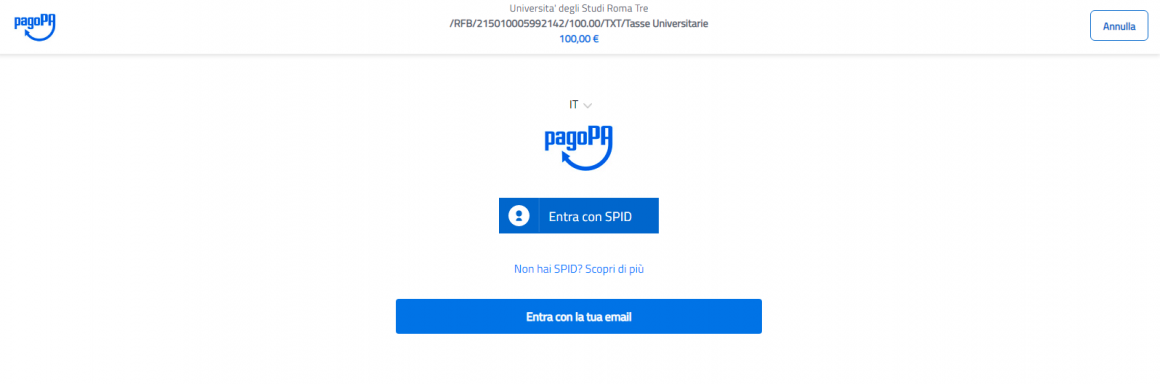 pagoPA
Universita' degli Studi Roma Tre
/RFB/215010005992142/100.00/TXT/Tasse Universitarie
100,00 €
Annulla
IT
pagoPA
Entra con SPID
Non hai SPID? Scopri di più
Entra con la tua email